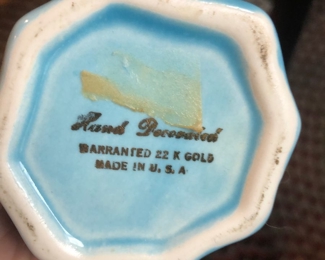 Hand Decorated
WARRANTED 22 K GOLD
MADE IN U. S. A